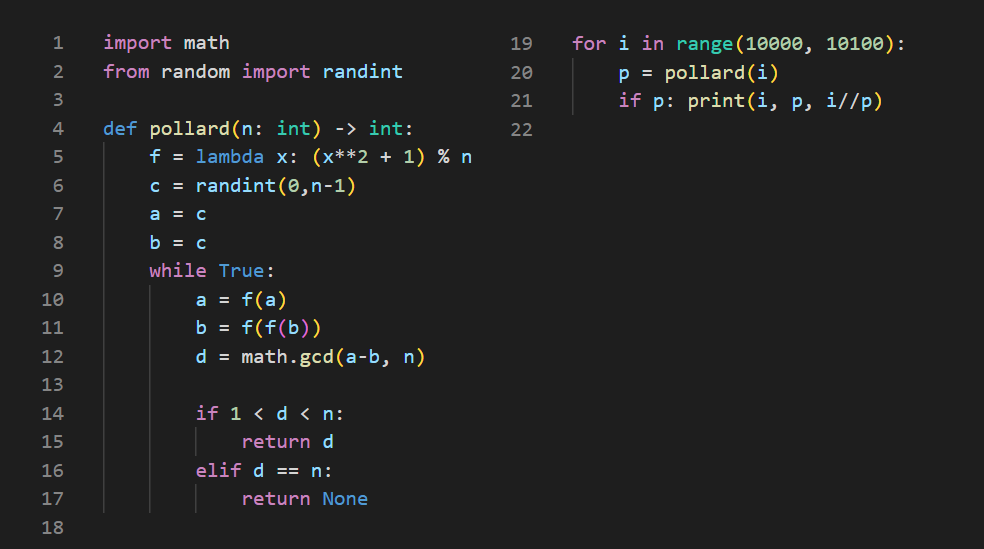 1 import math
2 from random import randint
3
4 def pollard(n: int) -> int:
5     f = lambda x: (x**2 + 1) % n
6     c = randint(0,n-1)
7     a = c
8     b = c
9     while True:
10         a = f(a)
11         b = f(f(b))
12         d = math.gcd(a-b, n)
13
14         if 1 < d < n:
15             return d
16         elif d == n:
17             return None
18
19 for i in range(10000, 10100):
20     p = pollard(i)
21     if p: print(i, p, i//p)
22